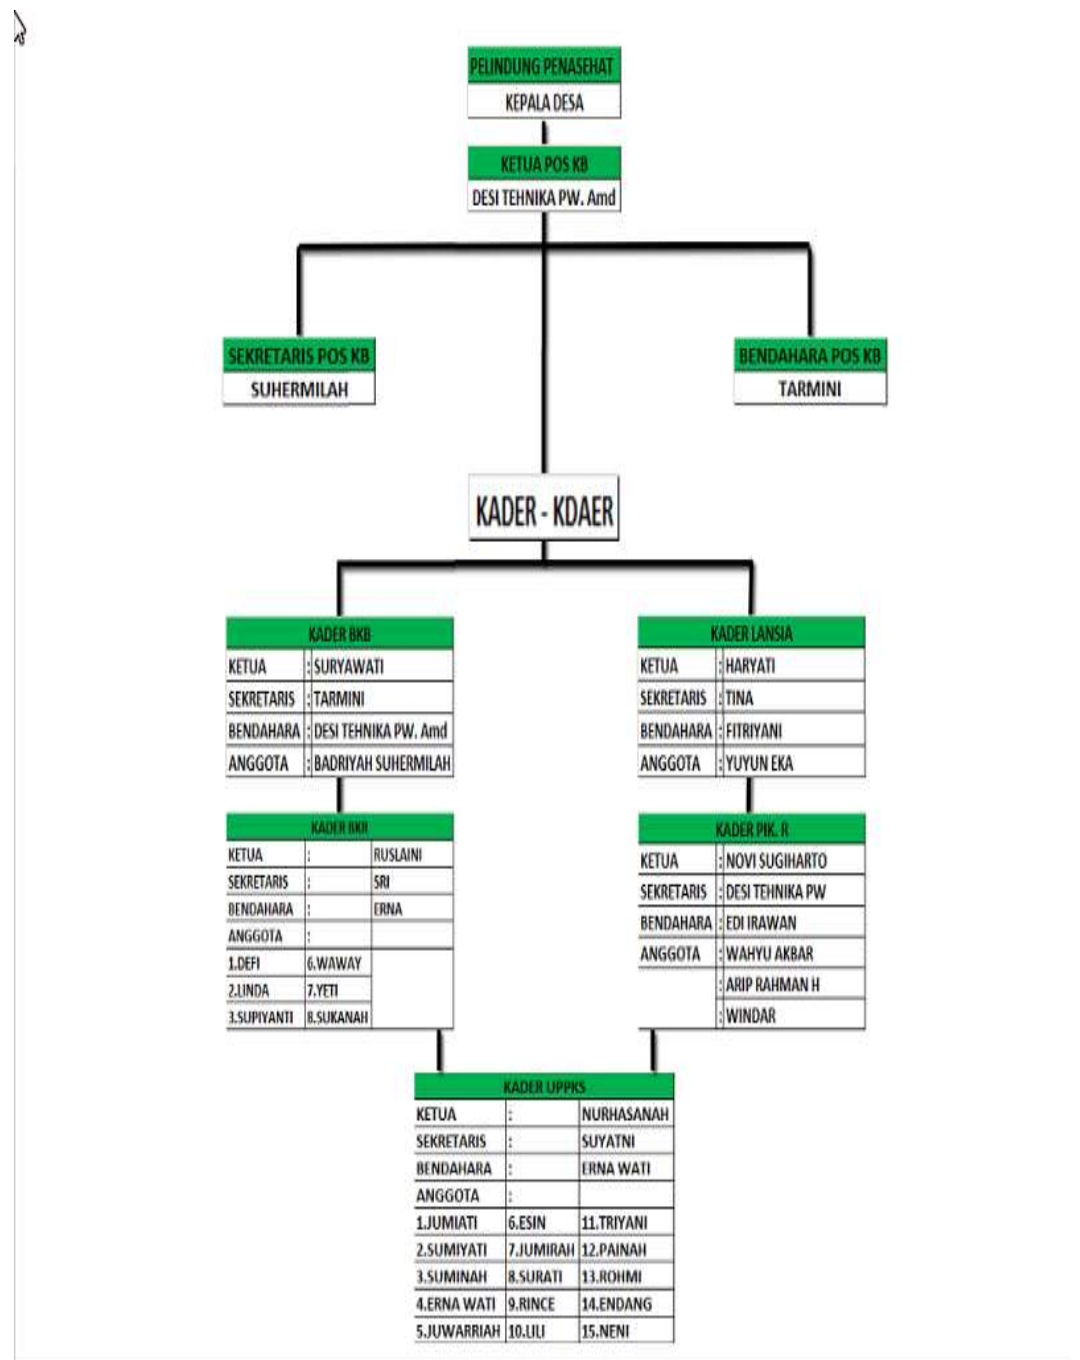 PELINDUNG PENASEHAT
KEPALA DESA
KETUA POS KB
DESI TEHNIKA PW. Amd
SEKRETARIS POS KB
SUHERMILAH
BENDAHARA POS KB
TARMINI
KADER - KDAER
KADER BKB
KETUA : SURYAWATI
SEKRETARIS : TARMINI
BENDAHARA : DESI TEHNIKA PW. Amd
ANGGOTA : BADRIYAH SUHERMILAH
KADER LANSIA
KETUA : HARYATI
SEKRETARIS : TINA
BENDAHARA : FITRIYANI
ANGGOTA : YUYUN EKA
KADER BKR
KETUA : RUSLAINI
SEKRETARIS : SRI
BENDAHARA : ERNA
ANGGOTA :
1.DEFI 6.WAWAY
2.LINDA 7.YETI
3.SUPIYANTI 8.SUKANAH
KADER PIK. R
KETUA : NOVI SUGIHARTO
SEKRETARIS : DESI TEHNIKA PW
BENDAHARA : EDI IRAWAN
ANGGOTA : WAHYU AKBAR
: ARIP RAHMAN H
: WINDAR
KADER UPPKS
KETUA : NURHASANAH
SEKRETARIS : SUYATNI
BENDAHARA : ERNA WATI
ANGGOTA :
1.JUMIATI 6.ESIN 11.TRIYANI
2.SUMIYATI 7.JUMIRAH 12.PAINAH
3.SUMINAH 8.SURATI 13.ROHMI
4.ERNA WATI 9.RINCE 14.ENDANG
5.JUWARRIAH 10.LILI 15.NENI